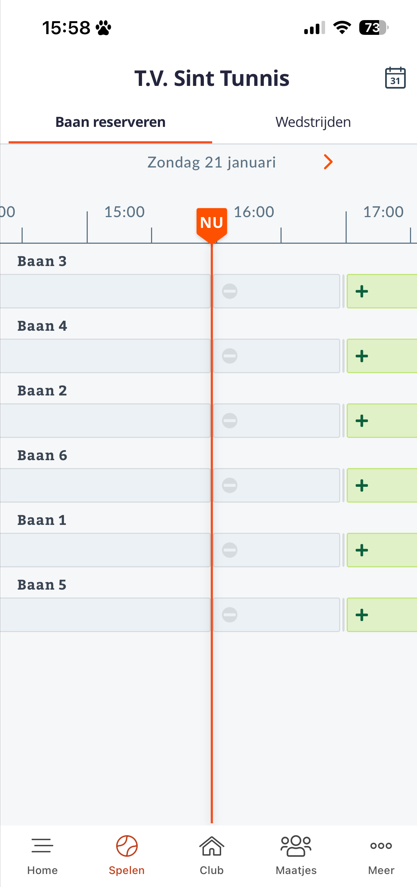 15:58 73
T.V. Sint Tunnis
31
Baan reserveren Wedstrijden
Zondag 21 januari
00 15:00 16:00 17:00
NU
Baan 3
Baan 4
Baan 2
Baan 6
Baan 1
Baan 5
Home Spelen Club Maatjes Meer